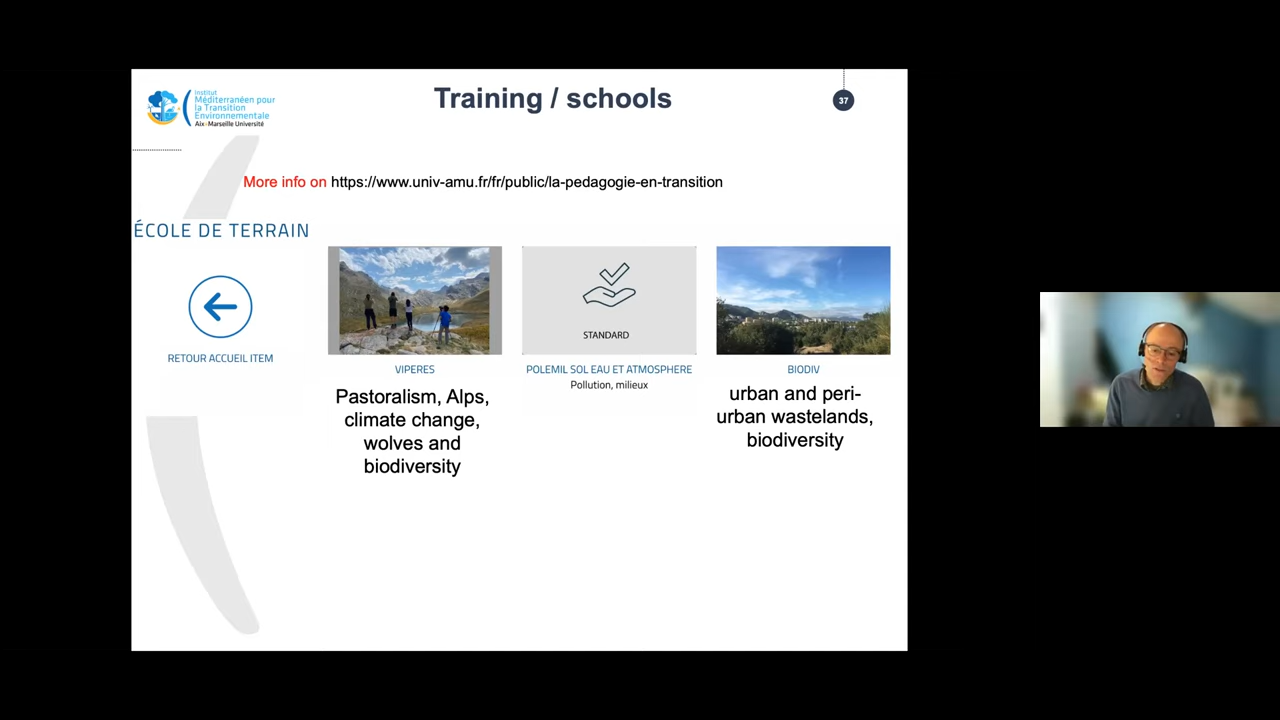 Institut
Méditerranéen pour
la Transition
Environnementale
Aix-Marseille Université
Training / schools
37
More info on https://www.univ-amu.fr/fr/public/la-pedagogie-en-transition
ÉCOLE DE TERRAIN
RETOUR ACCUEIL ITEM
VIPERES
Pastoralism, Alps,
climate change,
wolves and
biodiversity
STANDARD
POLEMIL SOL EAU ET ATMOSPHERE
Pollution, milieux
BIODIV
urban and peri-
urban wastelands,
biodiversity